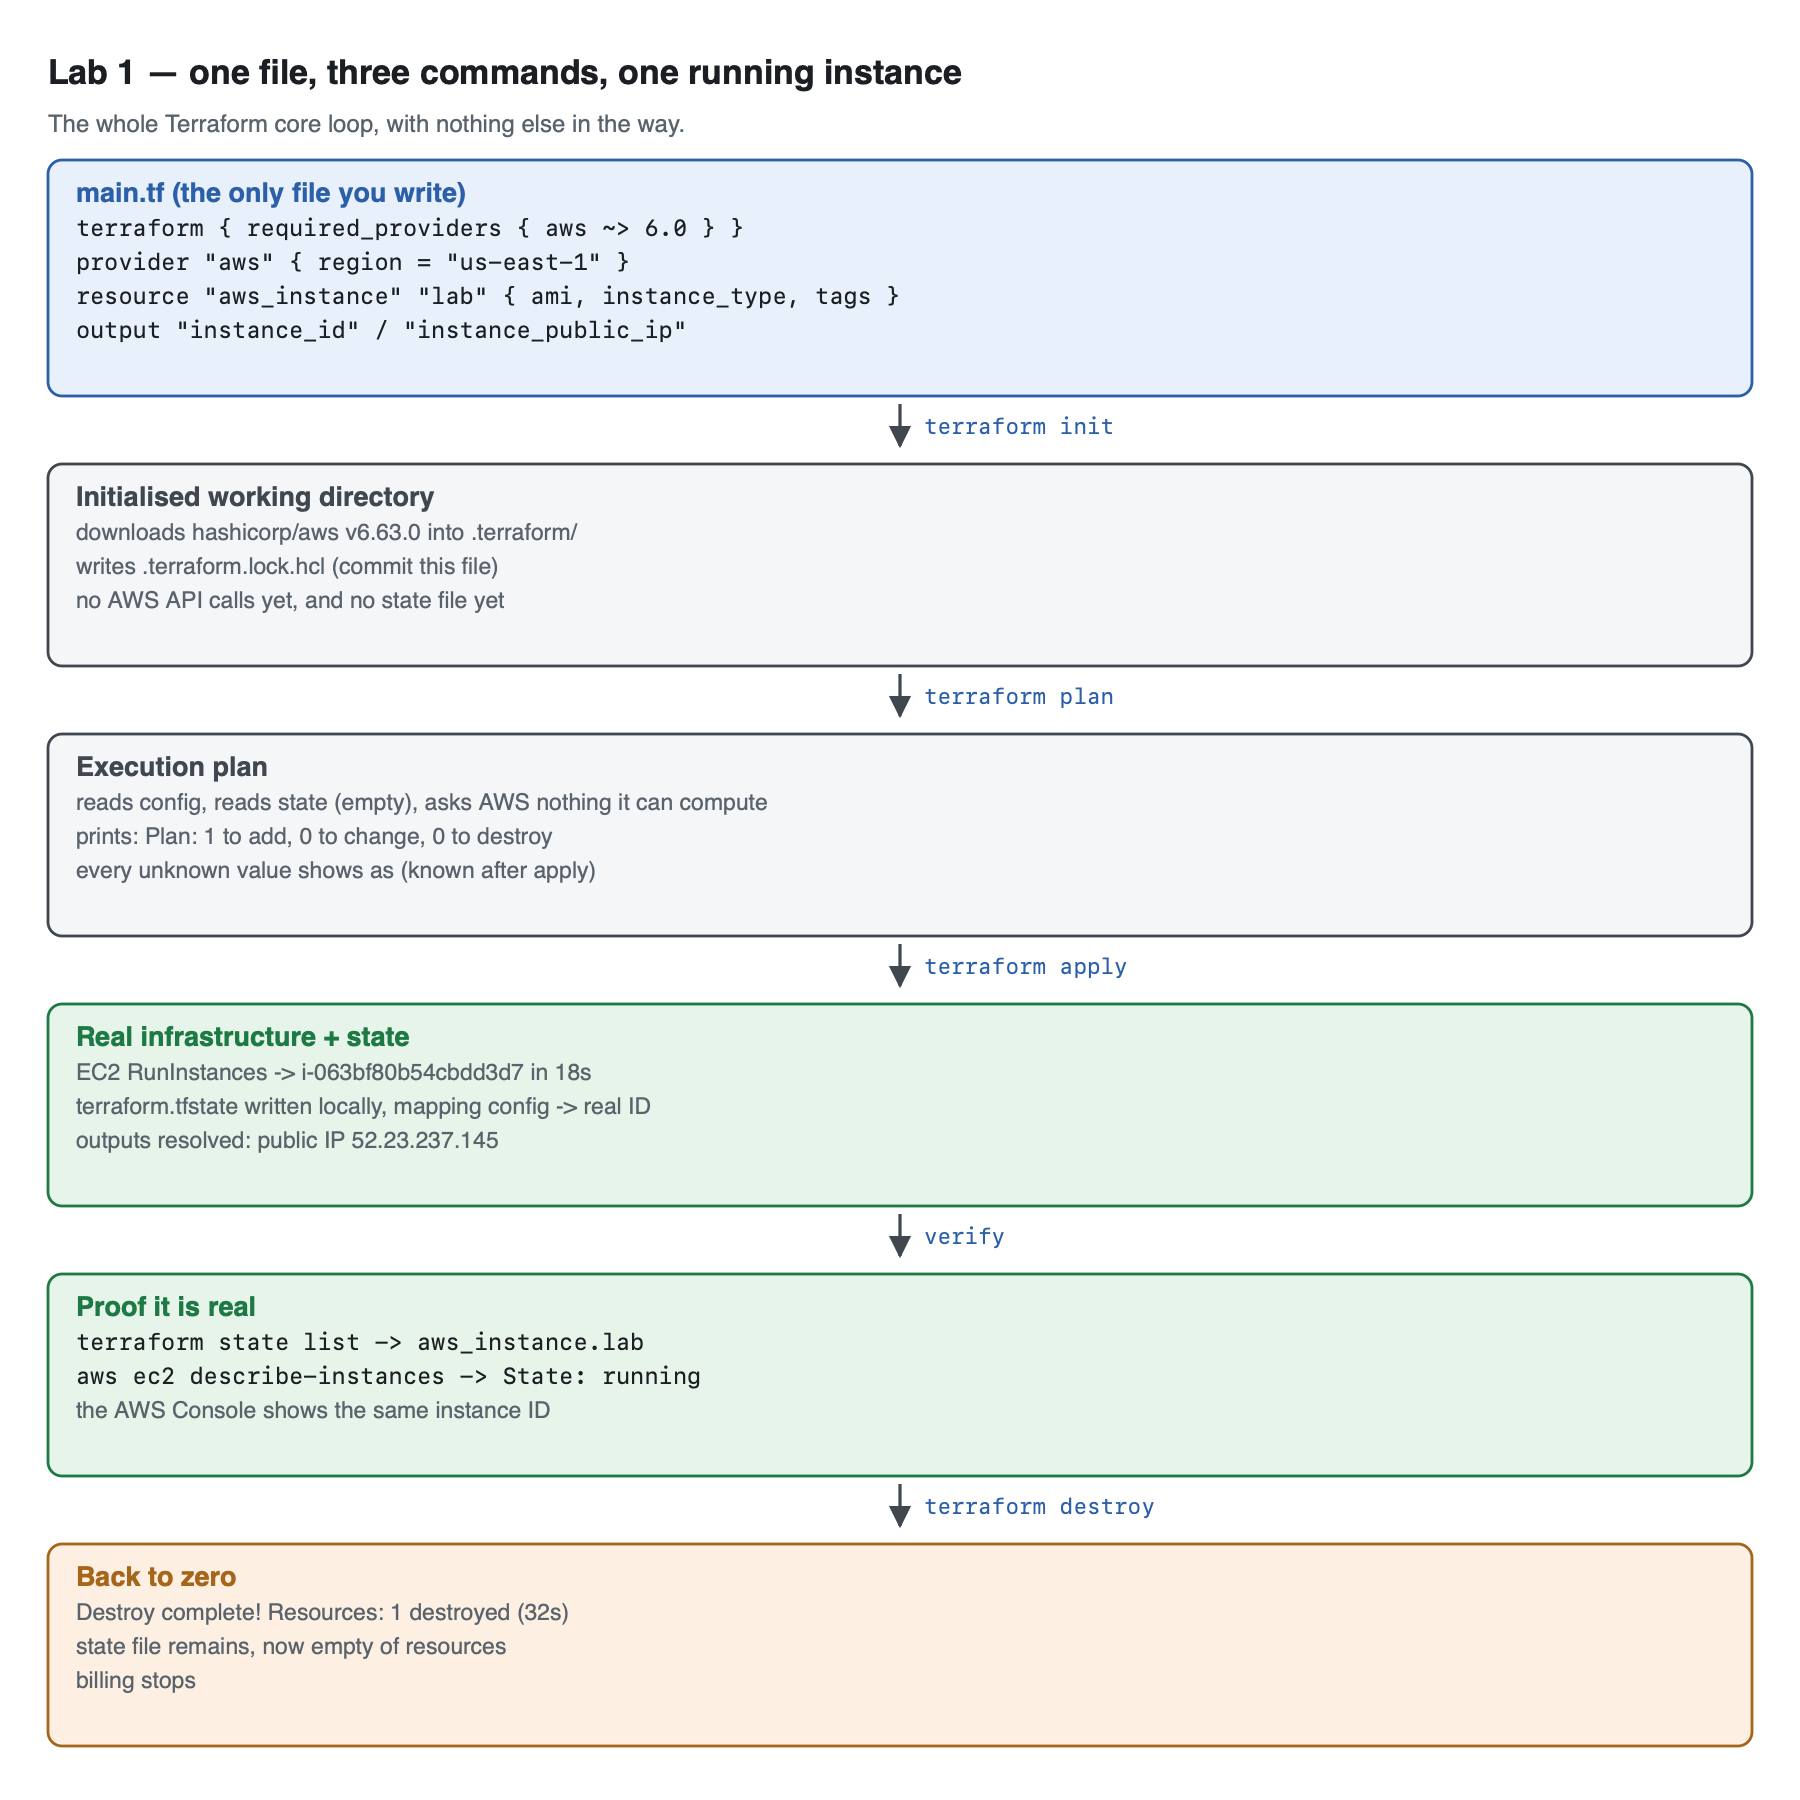 Lab 1 — one file, three commands, one running instance
The whole Terraform core loop, with nothing else in the way.
main.tf (the only file you write)
terraform { required_providers { aws ~> 6.0 } }
provider "aws" { region = "us-east-1" }
resource "aws_instance" "lab" { ami, instance_type, tags }
output "instance_id" / "instance_public_ip"
terraform init
Initialised working directory
downloads hashicorp/aws v6.63.0 into .terraform/
writes .terraform.lock.hcl (commit this file)
no AWS API calls yet, and no state file yet
terraform plan
Execution plan
reads config, reads state (empty), asks AWS nothing it can compute
prints: Plan: 1 to add, 0 to change, 0 to destroy
every unknown value shows as (known after apply)
terraform apply
Real infrastructure + state
EC2 RunInstances -> i-063bf80b54cbdd3d7 in 18s
terraform.tfstate written locally, mapping config -> real ID
outputs resolved: public IP 52.23.237.145
verify
Proof it is real
terraform state list -> aws_instance.lab
aws ec2 describe-instances -> State: running
the AWS Console shows the same instance ID
terraform destroy
Back to zero
Destroy complete! Resources: 1 destroyed (32s)
state file remains, now empty of resources
billing stops